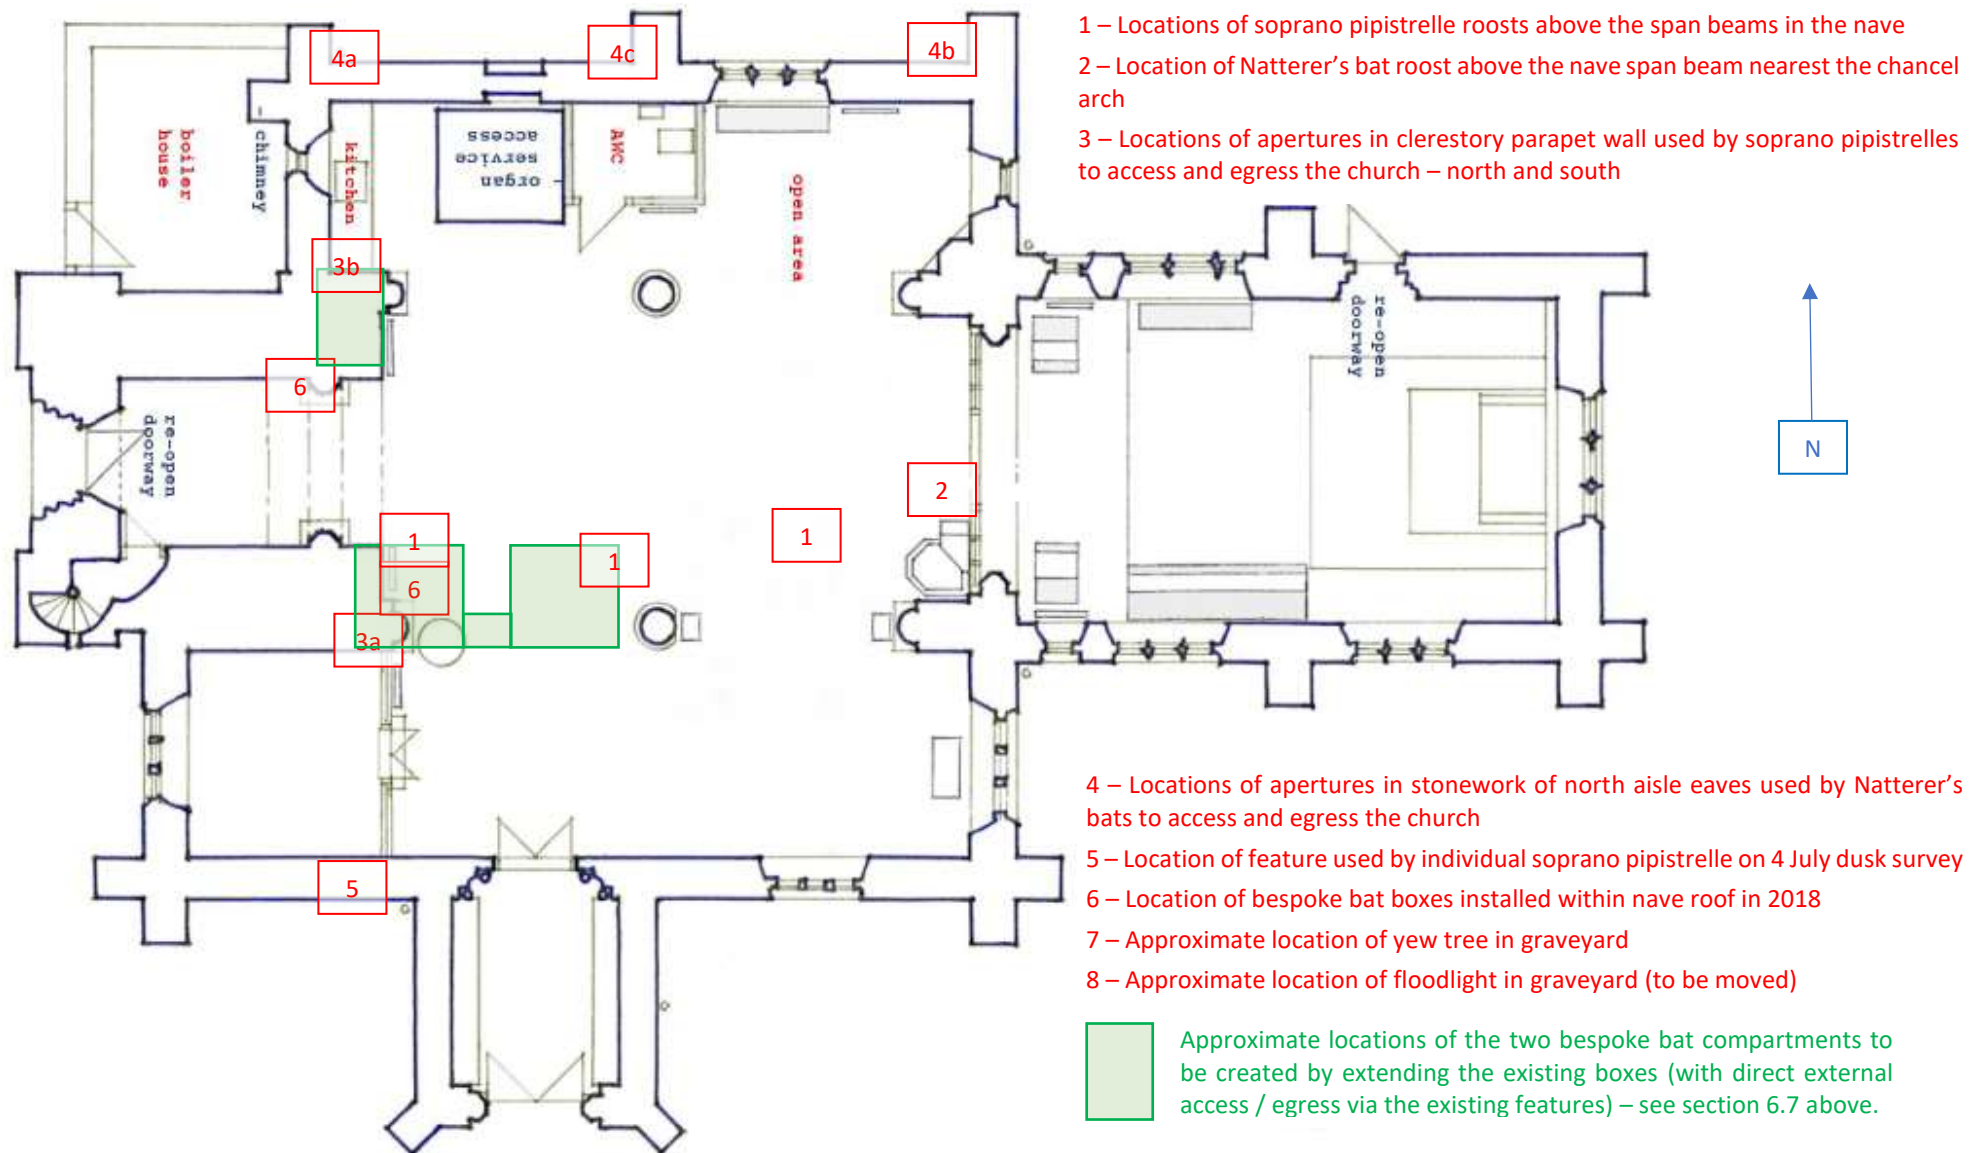 1 – Locations of soprano pipistrelle roosts above the span beams in the nave
2 – Location of Natterer's bat roost above the nave span beam nearest the chancel
arch
3 – Locations of apertures in clerestory parapet wall used by soprano pipistrelles
to access and egress the church – north and south
4a
4c
4b
boiler
house
chimney
kitchen
organ
service
access
AWC
open area
3b
6
re-open
doorway
re-open
doorway
N
2
1
1
1
6
3a
5
4 – Locations of apertures in stonework of north aisle eaves used by Natterer's
bats to access and egress the church
5 – Location of feature used by individual soprano pipistrelle on 4 July dusk survey
6 – Location of bespoke bat boxes installed within nave roof in 2018
7 – Approximate location of yew tree in graveyard
8 – Approximate location of floodlight in graveyard (to be moved)
Approximate locations of the two bespoke bat compartments to
be created by extending the existing boxes (with direct external
access / egress via the existing features) – see section 6.7 above.